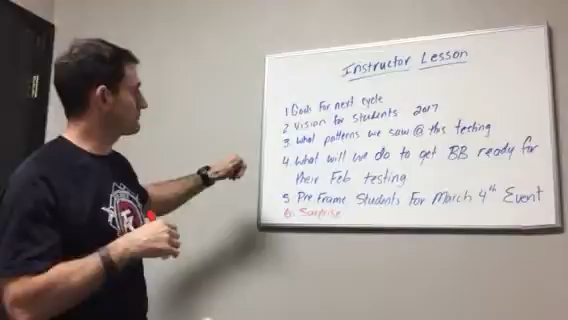 Instructor Lesson
1 Goals for next cycle
2 Vision for Students 2017
3. What patterns we saw @ this testing
4 What will we do to get BB ready for
their Feb testing
5 Pre Frame Students For March 4th Event
6. Surprise